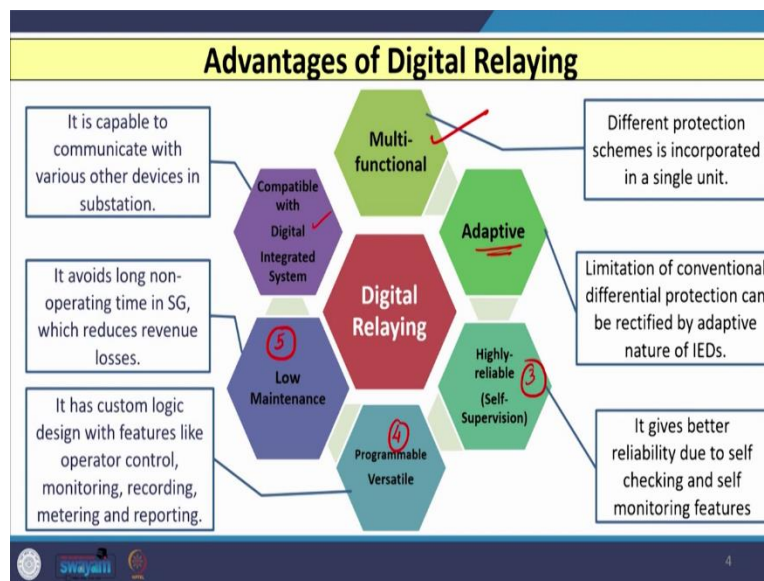 Advantages of Digital Relaying
It is capable to
communicate with
various other devices in
substation.
Multi-
functional
Different protection
schemes is incorporated
in a single unit.
Compatible
with
Digital
Integrated
System
Adaptive
Limitation of conventional
differential protection can
be rectified by adaptive
nature of IEDs.
Digital
Relaying
It avoids long non-
operating time in SG,
which reduces revenue
losses.
5
Low
Maintenance
Highly-
reliable
(Self-
Supervision)
3
It gives better
reliability due to self
checking and self
monitoring features
It has custom logic
design with features like
operator control,
monitoring, recording,
metering and reporting.
4
Programmable
Versatile
swayam
4